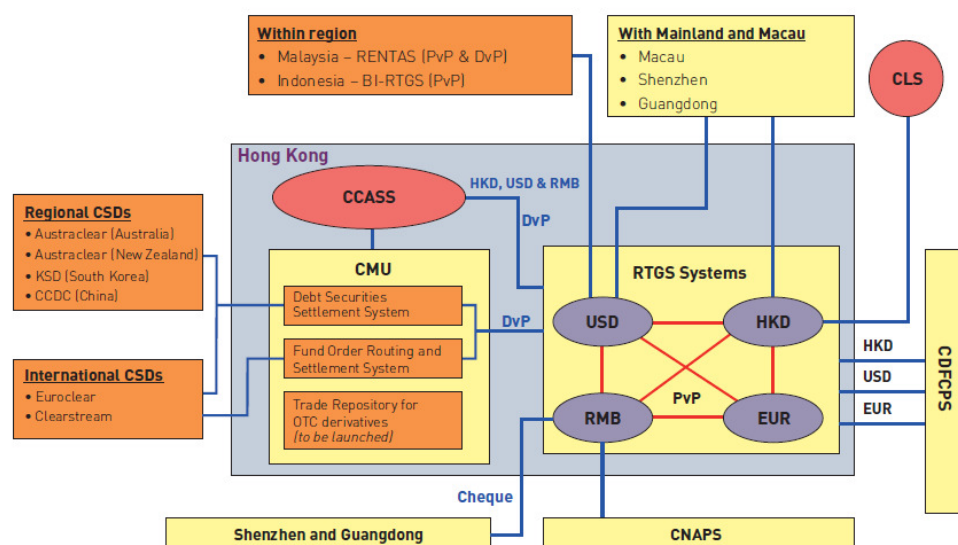 Within region
• Malaysia – RENTAS (PvP & DvP)
• Indonesia – BI-RTGS (PvP)
With Mainland and Macau
• Macau
• Shenzhen
• Guangdong
CLS
Hong Kong
CCASS
HKD, USD & RMB
DvP
Regional CSDs
• Austraclear (Australia)
• Austraclear (New Zealand)
• KSD (South Korea)
• CCDC (China)
International CSDs
• Euroclear
• Clearstream
CMU
Debt Securities
Settlement System
Fund Order Routing and
Settlement System
Trade Repository for
OTC derivatives
(to be launched)
DvP
RTGS Systems
USD
HKD
PvP
RMB
EUR
HKD
USD
EUR
CDFCPS
Cheque
Shenzhen and Guangdong
CNAPS